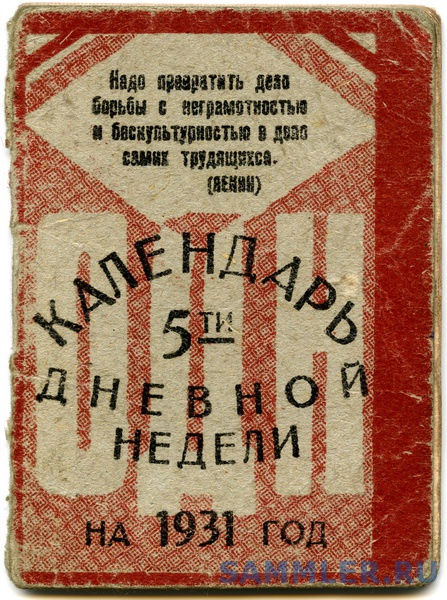 Надо превратить дело
борьбы с неграмотностью
и бескультурностью в дело
самих трудящихся.
(ЛЕНИН)
ОДН
КАЛЕНДАРЬ
5ТИ
ДНЕВНОЙ
НЕДЕЛИ
НА 1931 ГОД
SAMMLER.RU